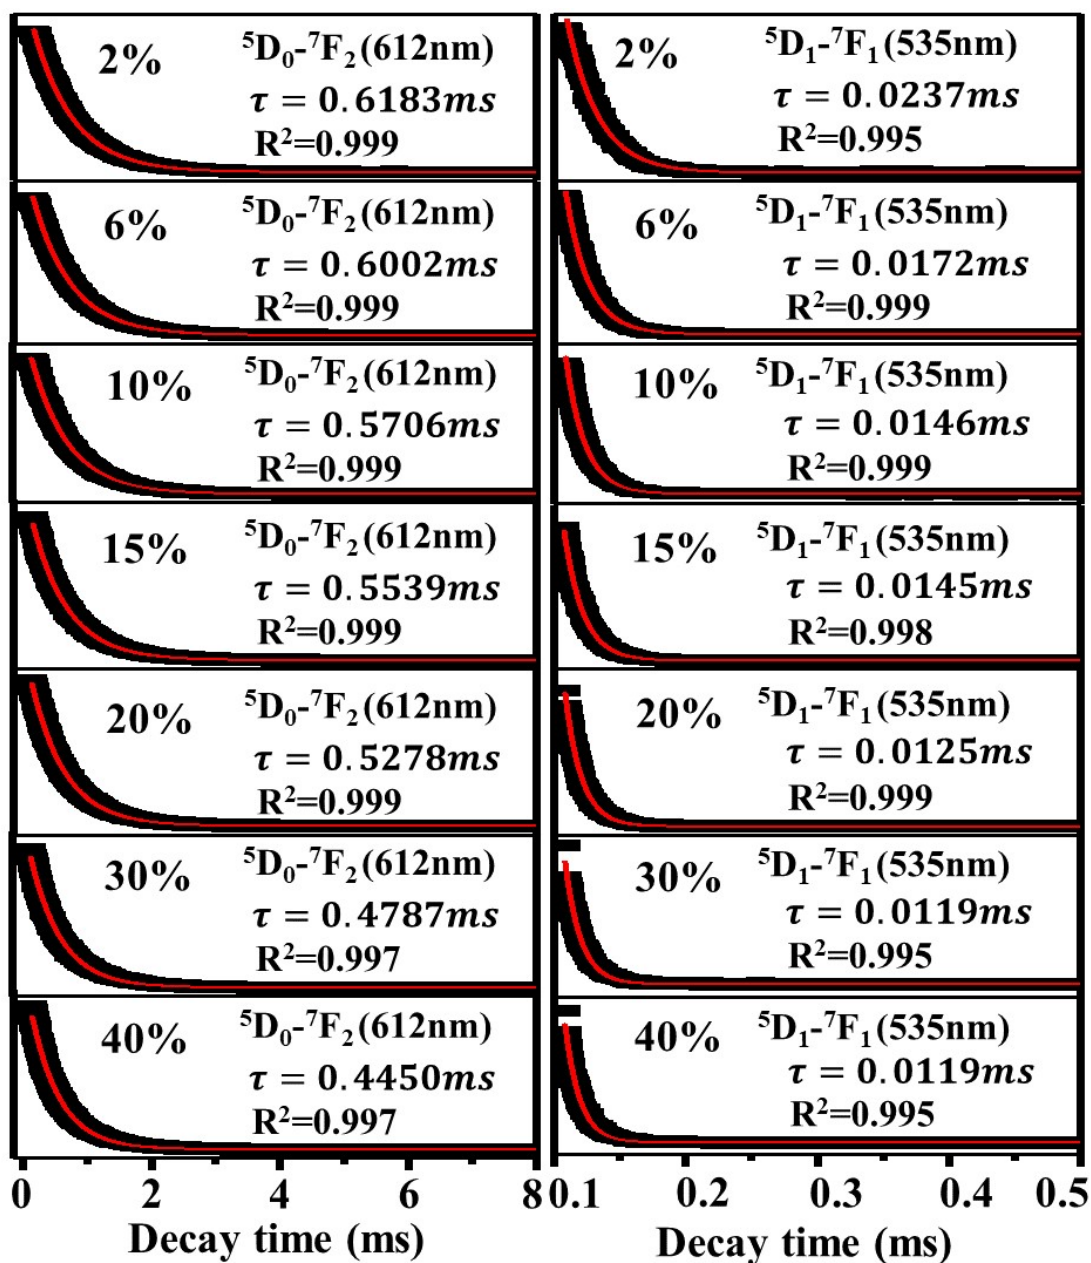 2%
⁵D₀-⁷F₂(612nm)
τ = 0.6183ms
R²=0.999
6%
⁵D₀-⁷F₂(612nm)
τ = 0.6002ms
R²=0.999
10%
⁵D₀-⁷F₂(612nm)
τ = 0.5706ms
R²=0.999
15%
⁵D₀-⁷F₂(612nm)
τ = 0.5539ms
R²=0.999
20%
⁵D₀-⁷F₂(612nm)
τ = 0.5278ms
R²=0.999
30%
⁵D₀-⁷F₂(612nm)
τ = 0.4787ms
R²=0.997
40%
⁵D₀-⁷F₂(612nm)
τ = 0.4450ms
R²=0.997
0 2 4 6 8
Decay time (ms)
2%
⁵D₁-⁷F₁(535nm)
τ = 0.0237ms
R²=0.995
6%
⁵D₁-⁷F₁(535nm)
τ = 0.0172ms
R²=0.999
10%
⁵D₁-⁷F₁(535nm)
τ = 0.0146ms
R²=0.999
15%
⁵D₁-⁷F₁(535nm)
τ = 0.0145ms
R²=0.998
20%
⁵D₁-⁷F₁(535nm)
τ = 0.0125ms
R²=0.999
30%
⁵D₁-⁷F₁(535nm)
τ = 0.0119ms
R²=0.995
40%
⁵D₁-⁷F₁(535nm)
τ = 0.0119ms
R²=0.995
0.1 0.2 0.3 0.4 0.5
Decay time (ms)